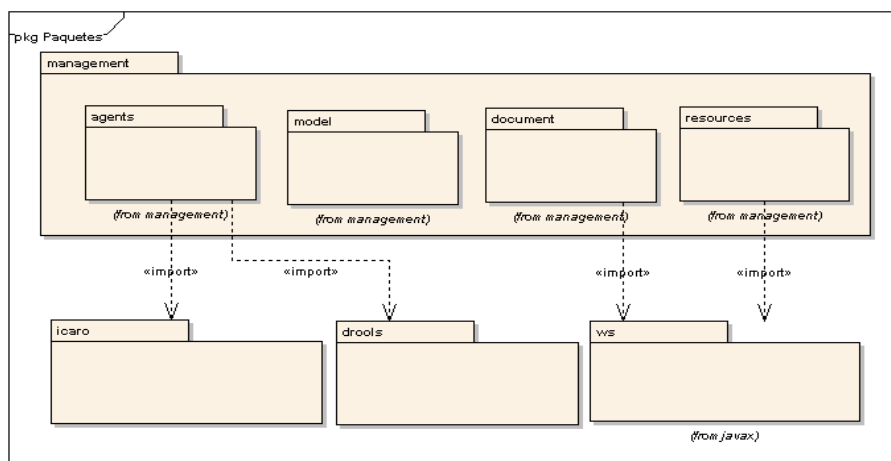 pkg Paquetes
management
agents
model
document
resources
(from management)
(from management)
(from management)
(from management)
«import»
«import»
«import»
«import»
icaro
drools
ws
(from javax)